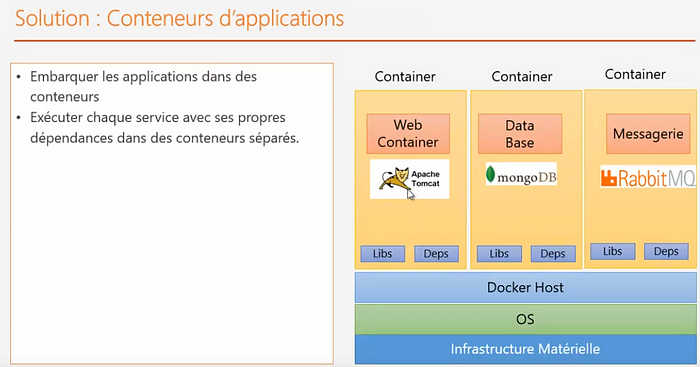 Solution : Conteneurs d’applications
• Embarquer les applications dans des
conteneurs
• Exécuter chaque service avec ses propres
dépendances dans des conteneurs séparés.
Container Container Container
Web
Container
Data
Base
Messagerie
Apache
Tomcat
mongoDB
RabbitMQ
Libs Deps Libs Deps Libs Deps
Docker Host
OS
Infrastructure Matérielle